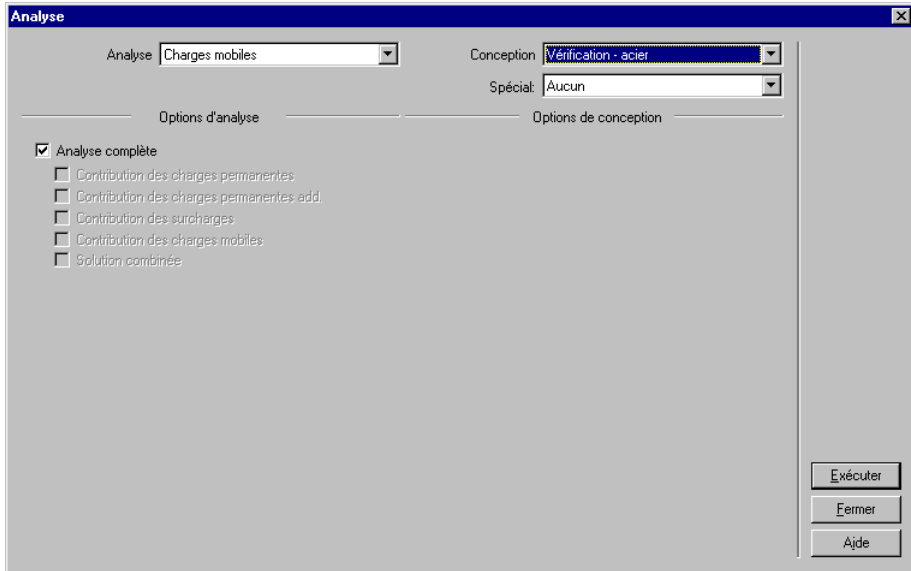 Analyse
Analyse Charges mobiles
Conception Vérification - acier
Spécial: Aucun
Options d'analyse
Options de conception
Analyse complète
Contribution des charges permanentes
Contribution des charges permanentes add.
Contribution des surcharges
Contribution des charges mobiles
Solution combinée
Exécuter
Fermer
Aide